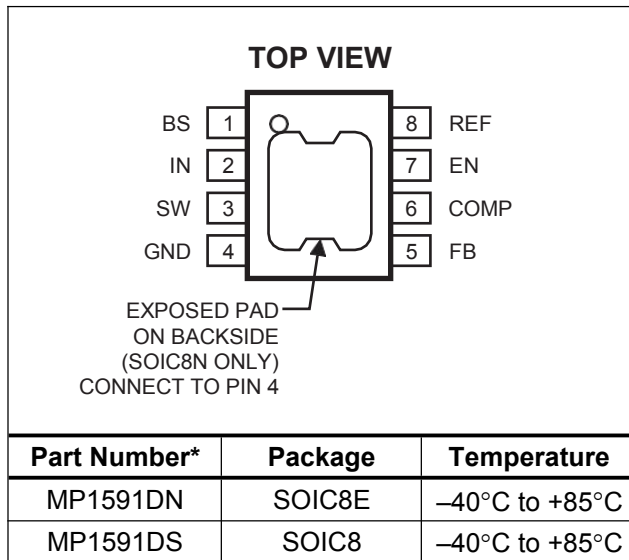 TOP VIEW
BS 1 8 REF
IN 2 7 EN
SW 3 6 COMP
GND 4 5 FB
EXPOSED PAD
ON BACKSIDE
(SOIC8N ONLY)
CONNECT TO PIN 4
Part Number* Package Temperature
MP1591DN SOIC8E –40°C to +85°C
MP1591DS SOIC8 –40°C to +85°C